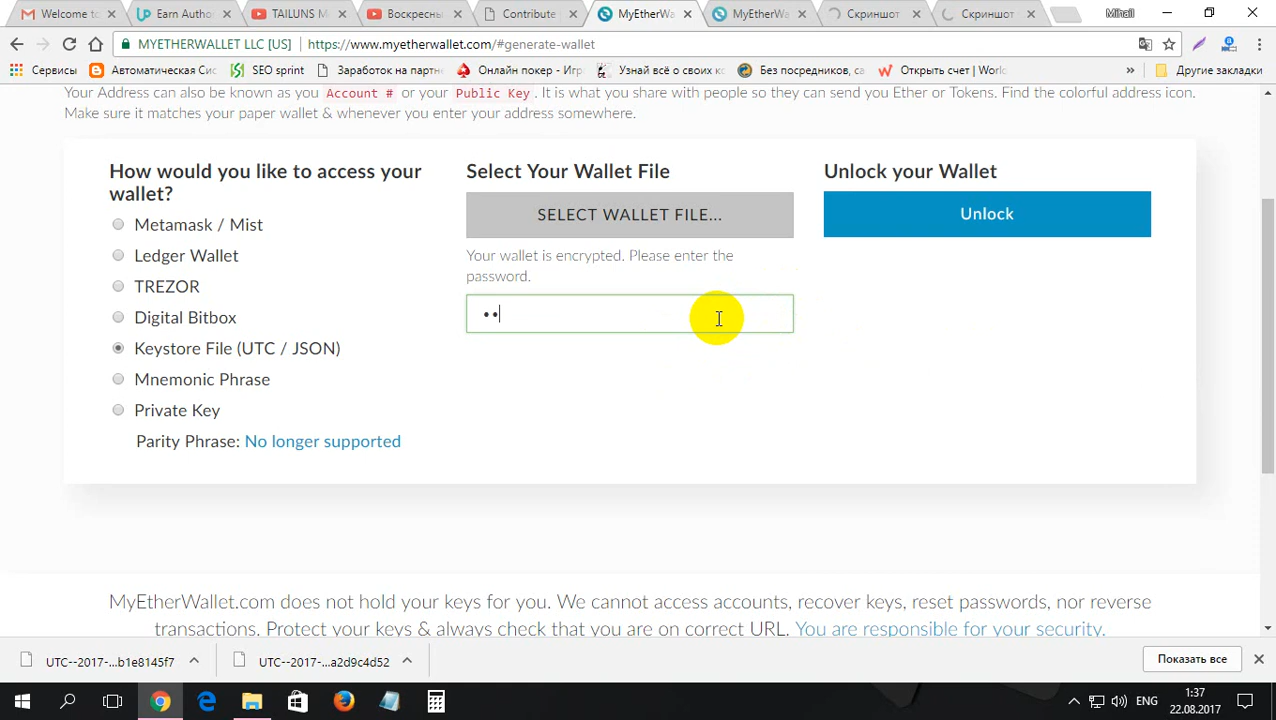 Welcome to
Earn Autho
TAILUNS M
Воскресны
Contribute
MyEtherWa
MyEtherWa
Скриншот
Скриншот
Mihail
MYETHERWALLET LLC [US] https://www.myetherwallet.com/#generate-wallet
Сервисы
Автоматическая Сис
SEO sprint
Заработок на партн
Онлайн покер - Игр
Узнай всё о своих кс
Без посредников, са
Открыть счет | World
»
Другие закладки
Your Address can also be known as you Account # or your Public Key. It is what you share with people so they can send you Ether or Tokens. Find the colorful address icon.
Make sure it matches your paper wallet & whenever you enter your address somewhere.
How would you like to access your
wallet?
Metamask / Mist
Ledger Wallet
TREZOR
Digital Bitbox
Keystore File (UTC / JSON)
Mnemonic Phrase
Private Key
Parity Phrase: No longer supported
Select Your Wallet File
SELECT WALLET FILE...
Your wallet is encrypted. Please enter the
password.
••
Unlock your Wallet
Unlock
MyEtherWallet.com does not hold your keys for you. We cannot access accounts, recover keys, reset passwords, nor reverse
transactions. Protect your keys & always check that you are on correct URL. You are responsible for your security.
UTC--2017-...b1e8145f7
UTC--2017-...a2d9c4d52
Показать все
ENG
1:37
22.08.2017